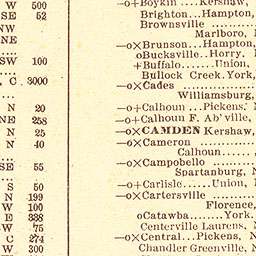 W 500 —o+Boykin .... Kershaw,
SE 52 Brighton...Hampton,
NW Brownsville
NE Marlboro,
—o×Brunson...Hampton,
SW 100 oBucksville..Horry,
+Buffalo......Union,
C 3000 Bullock Creek.York,
—o×Cades
Williamsburg,
N 20 —o+Calhoun ...Pickens,
NE 258 —o+Calhoun F. Ab'ville,
N 25 —o×CAMDEN Kershaw,
N 40 —o×Cameron
Calhoun
SE 55 —o×Campobello
Spartanburg,
S 50 —o+Carlisle......Union,
N 199 —o×Cartersville
W 100 Florence,
E 338 oCatawba........York,
SW 75 Centerville Laurens,
C 274 —o×Central...Pickens,
W 300 Chandler Greenville,